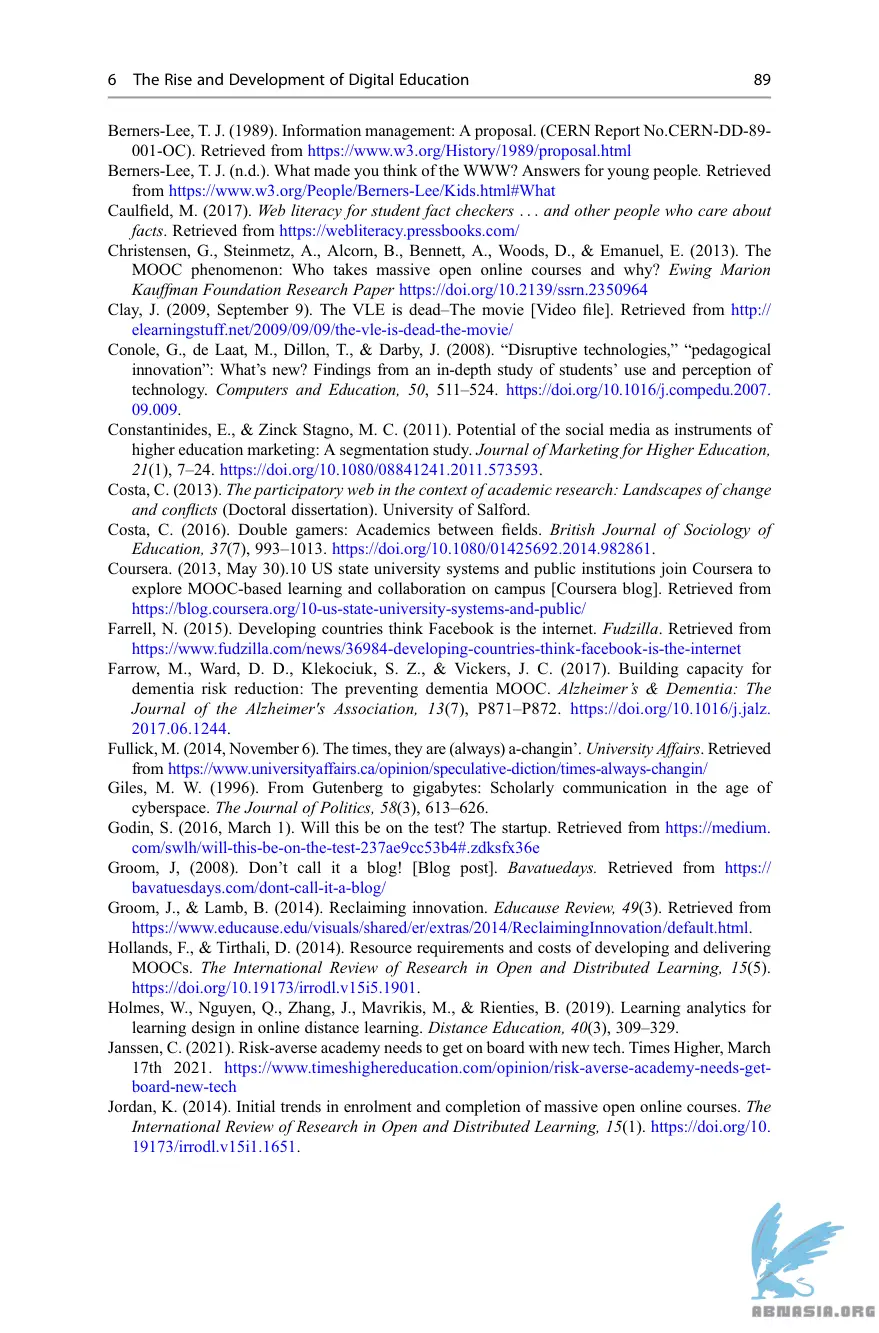 6 The Rise and Development of Digital Education 89
Berners-Lee, T. J. (1989). Information management: A proposal. (CERN Report No.CERN-DD-89-
001-OC). Retrieved from https://www.w3.org/History/1989/proposal.html
Berners-Lee, T. J. (n.d.). What made you think of the WWW? Answers for young people. Retrieved
from https://www.w3.org/People/Berners-Lee/Kids.html#What
Caulfield, M. (2017). Web literacy for student fact checkers . . . and other people who care about
facts. Retrieved from https://webliteracy.pressbooks.com/
Christensen, G., Steinmetz, A., Alcorn, B., Bennett, A., Woods, D., & Emanuel, E. (2013). The
MOOC phenomenon: Who takes massive open online courses and why? Ewing Marion
Kauffman Foundation Research Paper https://doi.org/10.2139/ssrn.2350964
Clay, J. (2009, September 9). The VLE is dead–The movie [Video file]. Retrieved from http://
elearningstuff.net/2009/09/09/the-vle-is-dead-the-movie/
Conole, G., de Laat, M., Dillon, T., & Darby, J. (2008). “Disruptive technologies,” “pedagogical
innovation”: What’s new? Findings from an in-depth study of students’ use and perception of
technology. Computers and Education, 50, 511–524. https://doi.org/10.1016/j.compedu.2007.
09.009.
Constantinides, E., & Zinck Stagno, M. C. (2011). Potential of the social media as instruments of
higher education marketing: A segmentation study. Journal of Marketing for Higher Education,
21(1), 7–24. https://doi.org/10.1080/08841241.2011.573593.
Costa, C. (2013). The participatory web in the context of academic research: Landscapes of change
and conflicts (Doctoral dissertation). University of Salford.
Costa, C. (2016). Double gamers: Academics between fields. British Journal of Sociology of
Education, 37(7), 993–1013. https://doi.org/10.1080/01425692.2014.982861.
Coursera. (2013, May 30).10 US state university systems and public institutions join Coursera to
explore MOOC-based learning and collaboration on campus [Coursera blog]. Retrieved from
https://blog.coursera.org/10-us-state-university-systems-and-public/
Farrell, N. (2015). Developing countries think Facebook is the internet. Fudzilla. Retrieved from
https://www.fudzilla.com/news/36984-developing-countries-think-facebook-is-the-internet
Farrow, M., Ward, D. D., Klekociuk, S. Z., & Vickers, J. C. (2017). Building capacity for
dementia risk reduction: The preventing dementia MOOC. Alzheimer’s & Dementia: The
Journal of the Alzheimer's Association, 13(7), P871–P872. https://doi.org/10.1016/j.jalz.
2017.06.1244.
Fullick, M. (2014, November 6). The times, they are (always) a-changin’. University Affairs. Retrieved
from https://www.universityaffairs.ca/opinion/speculative-diction/times-always-changin/
Giles, M. W. (1996). From Gutenberg to gigabytes: Scholarly communication in the age of
cyberspace. The Journal of Politics, 58(3), 613–626.
Godin, S. (2016, March 1). Will this be on the test? The startup. Retrieved from https://medium.
com/swlh/will-this-be-on-the-test-237ae9cc53b4#.zdksfx36e
Groom, J, (2008). Don’t call it a blog! [Blog post]. Bavatuedays. Retrieved from https://
bavatuesdays.com/dont-call-it-a-blog/
Groom, J., & Lamb, B. (2014). Reclaiming innovation. Educause Review, 49(3). Retrieved from
https://www.educause.edu/visuals/shared/er/extras/2014/ReclaimingInnovation/default.html.
Hollands, F., & Tirthali, D. (2014). Resource requirements and costs of developing and delivering
MOOCs. The International Review of Research in Open and Distributed Learning, 15(5).
https://doi.org/10.19173/irrodl.v15i5.1901.
Holmes, W., Nguyen, Q., Zhang, J., Mavrikis, M., & Rienties, B. (2019). Learning analytics for
learning design in online distance learning. Distance Education, 40(3), 309–329.
Janssen, C. (2021). Risk-averse academy needs to get on board with new tech. Times Higher, March
17th 2021. https://www.timeshighereducation.com/opinion/risk-averse-academy-needs-get-
board-new-tech
Jordan, K. (2014). Initial trends in enrolment and completion of massive open online courses. The
International Review of Research in Open and Distributed Learning, 15(1). https://doi.org/10.
19173/irrodl.v15i1.1651.
ABNASIA.ORG